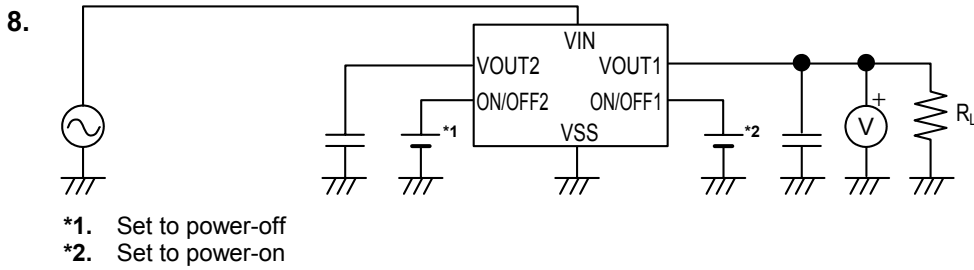 8.
VIN
VOUT2 VOUT1
ON/OFF2 ON/OFF1
*1 *2
VSS
+
V
RL
*1. Set to power-off
*2. Set to power-on